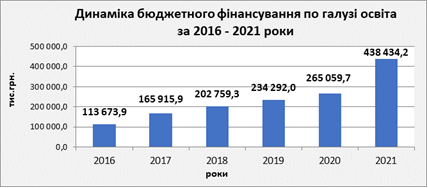 Динаміка бюджетного фінансування по галузі освіта
за 2016 - 2021 роки
тис.грн.
500 000,0
400 000,0
300 000,0
200 000,0
100 000,0
0,0
113 673,9
165 915,9
202 759,3
234 292,0
265 059,7
438 434,2
2016 2017 2018 2019 2020 2021
роки